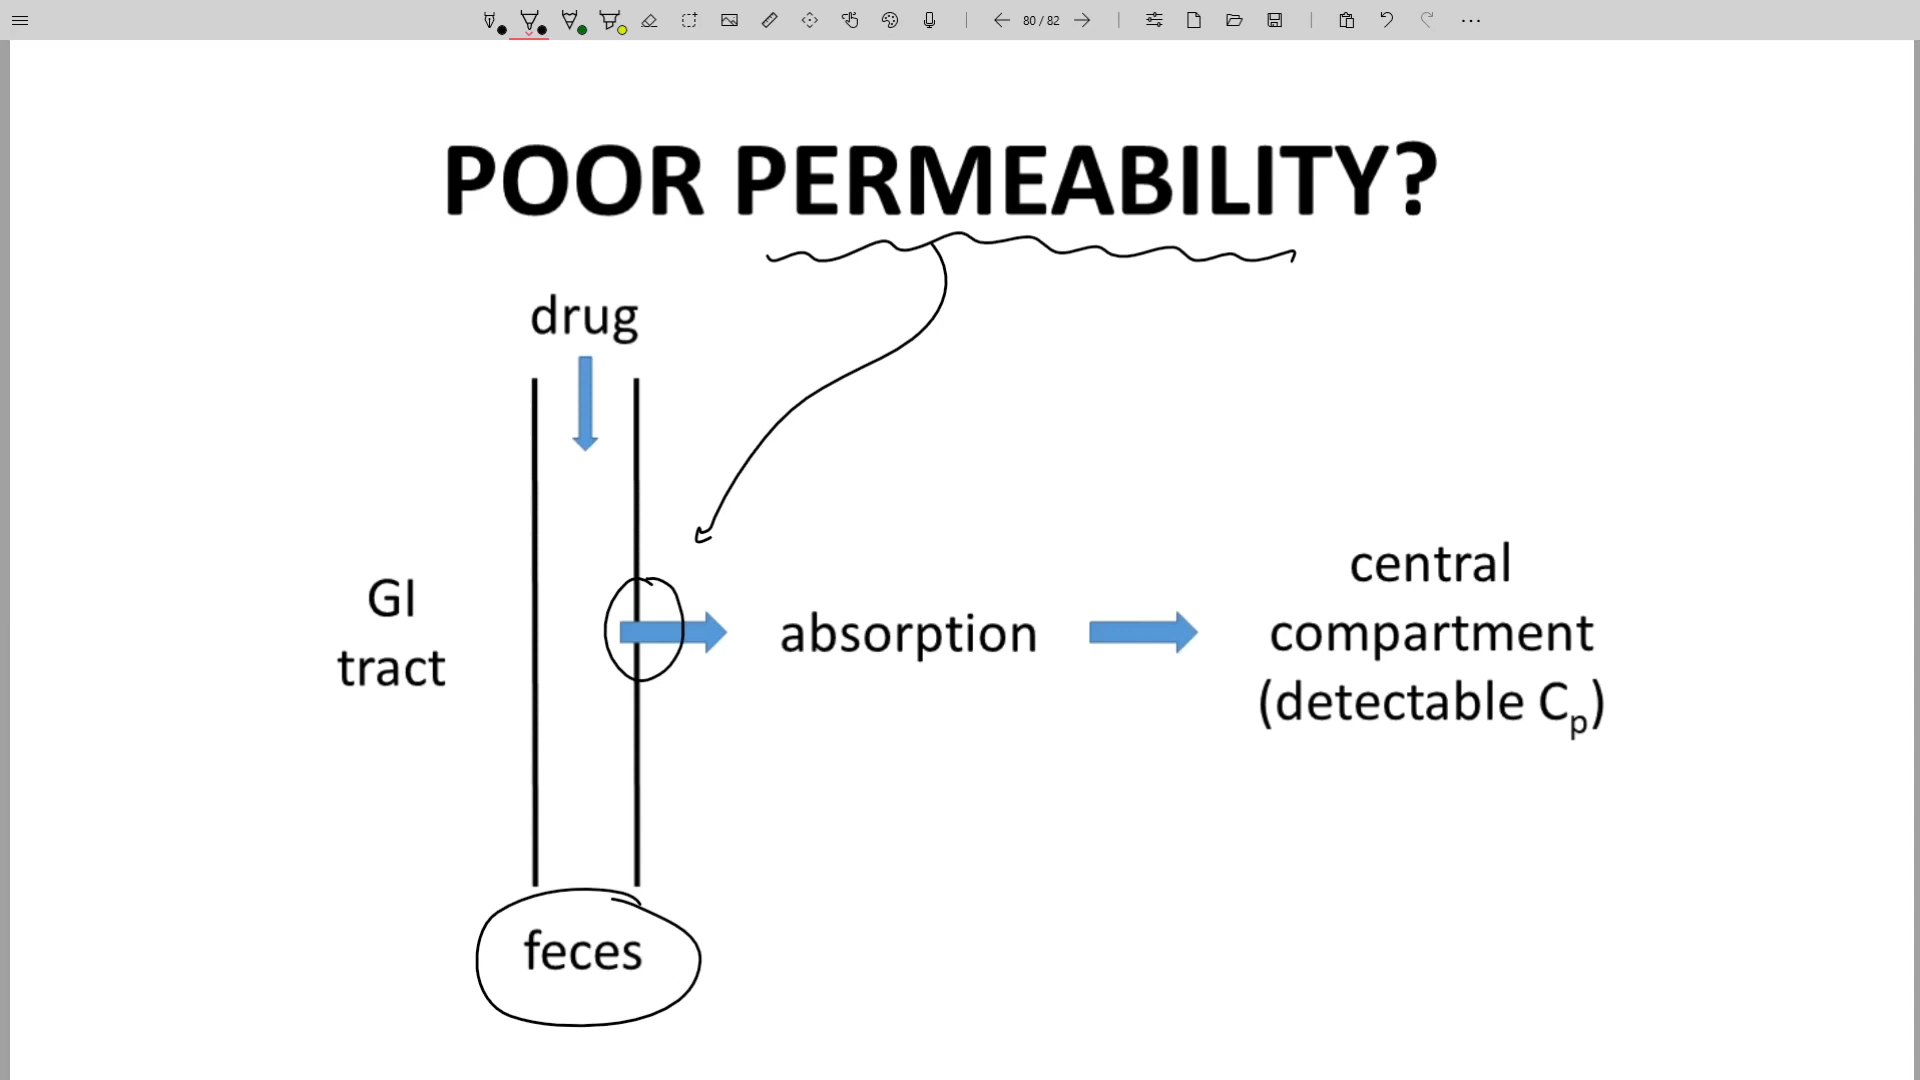 80 / 82
POOR PERMEABILITY?
drug
GI
tract
absorption
central
compartment
(detectable Cp)
feces